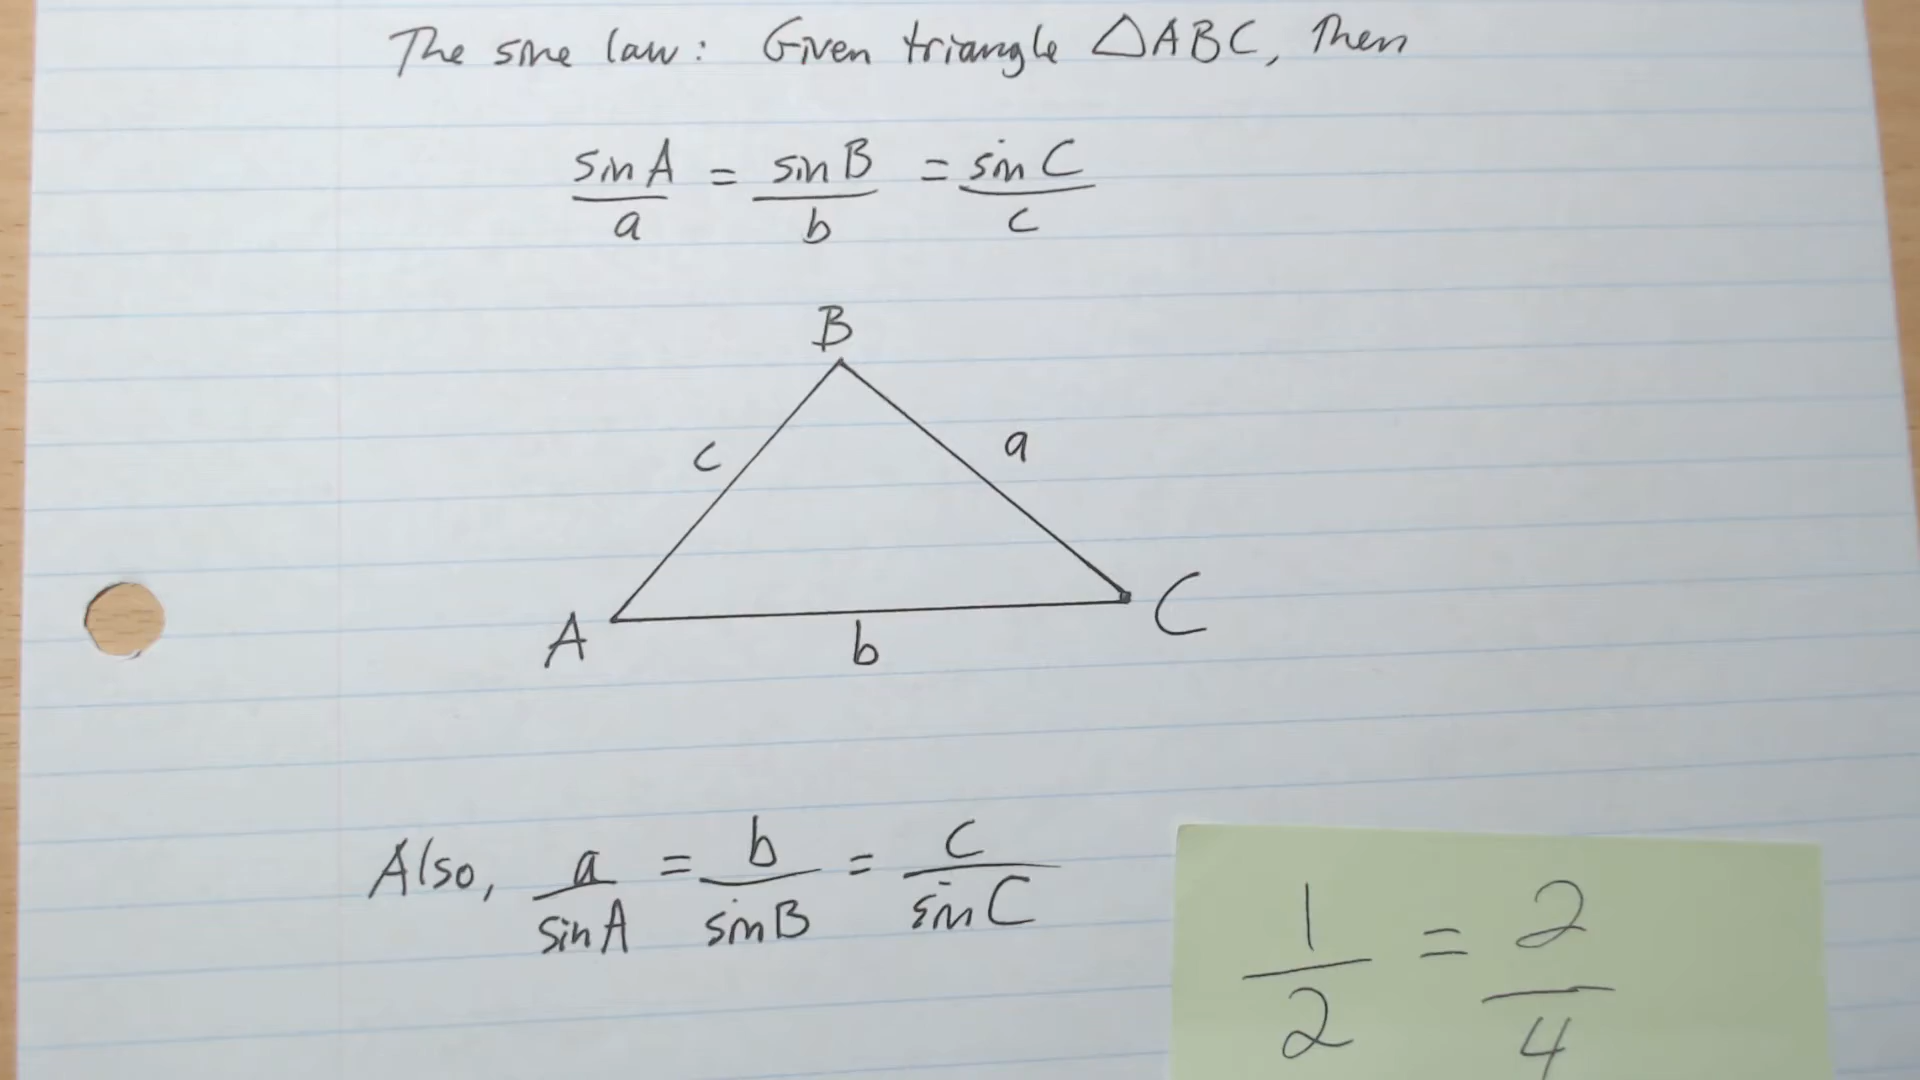 The sine law: Given triangle △ABC, then
sin A / a = sin B / b = sin C / c
B
c a
A b C
Also, a / sin A = b / sin B = c / sin C
1 / 2 = 2 / 4